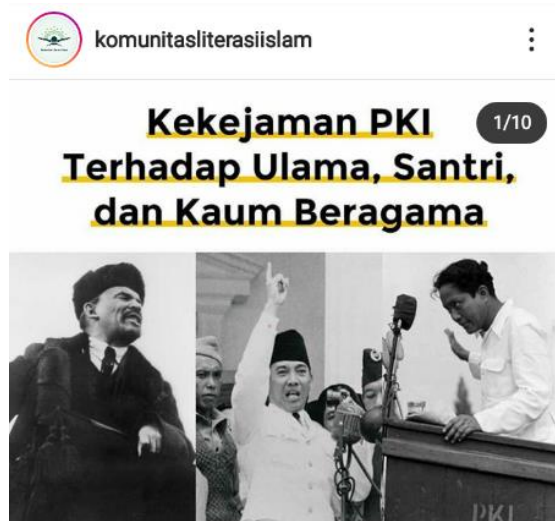 komunitasliterasiislam
1/10
Kekejaman PKI
Terhadap Ulama, Santri,
dan Kaum Beragama
PKI